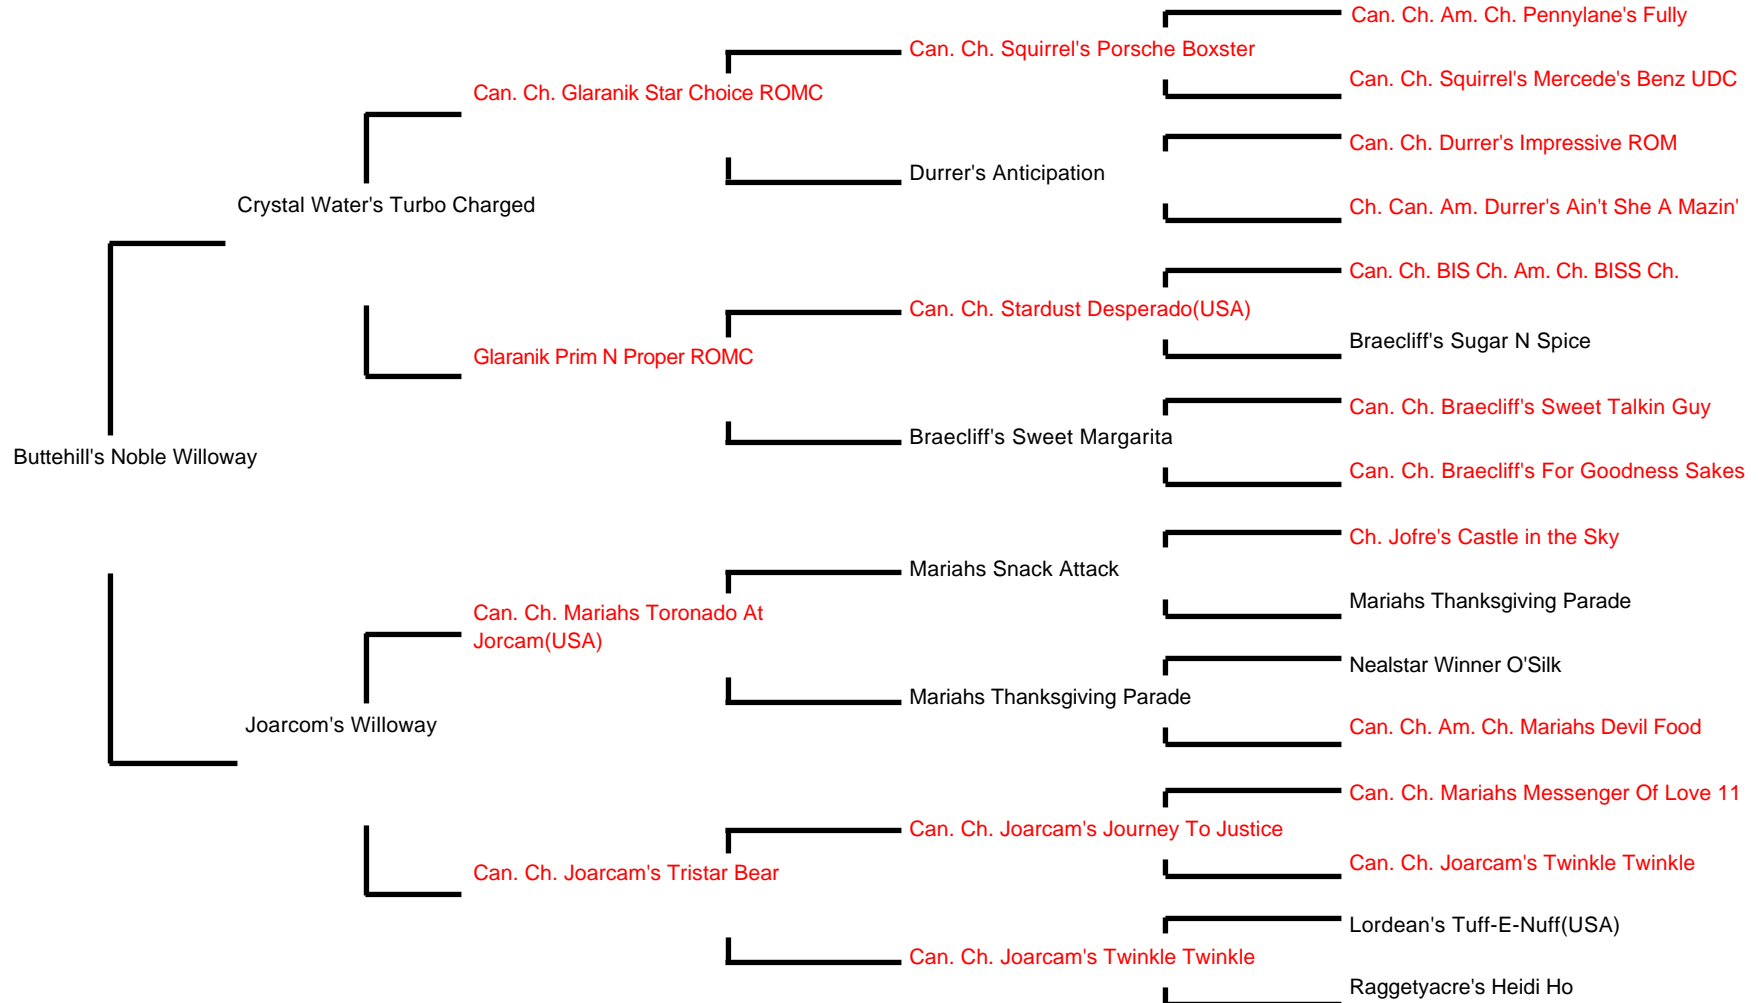 Can. Ch. Am. Ch. Pennylane's Fully
Can. Ch. Squirrel's Porsche Boxster
Can. Ch. Squirrel's Mercede's Benz UDC
Can. Ch. Glaranik Star Choice ROMC
Can. Ch. Durrer's Impressive ROM
Durrer's Anticipation
Ch. Can. Am. Durrer's Ain't She A Mazin'
Crystal Water's Turbo Charged
Can. Ch. BIS Ch. Am. Ch. BISS Ch.
Can. Ch. Stardust Desperado(USA)
Braecliff's Sugar N Spice
Glaranik Prim N Proper ROMC
Can. Ch. Braecliff's Sweet Talkin Guy
Braecliff's Sweet Margarita
Buttehill's Noble Willoway
Can. Ch. Braecliff's For Goodness Sakes
Ch. Jofre's Castle in the Sky
Mariahs Snack Attack
Mariahs Thanksgiving Parade
Can. Ch. Mariahs Toronado At
Jorcam(USA)
Nealstar Winner O'Silk
Mariahs Thanksgiving Parade
Can. Ch. Am. Ch. Mariahs Devil Food
Joarcom's Willoway
Can. Ch. Mariahs Messenger Of Love 11
Can. Ch. Joarcam's Journey To Justice
Can. Ch. Joarcam's Twinkle Twinkle
Can. Ch. Joarcam's Tristar Bear
Lordean's Tuff-E-Nuff(USA)
Can. Ch. Joarcam's Twinkle Twinkle
Raggetyacre's Heidi Ho